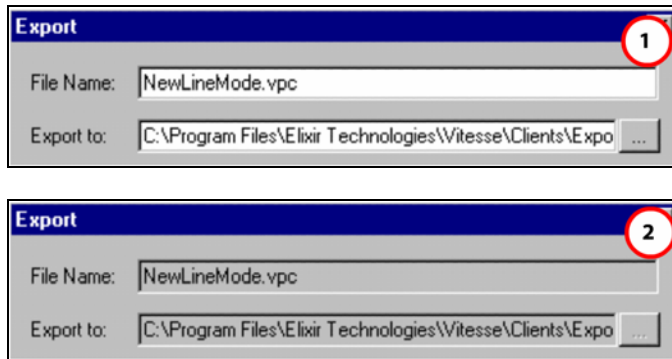 Export
1
File Name: NewLineMode.vpc
Export to: C:\Program Files\Elixir Technologies\Vitesse\Clients\Expo ...
Export
2
File Name: NewLineMode.vpc
Export to: C:\Program Files\Elixir Technologies\Vitesse\Clients\Expo ...